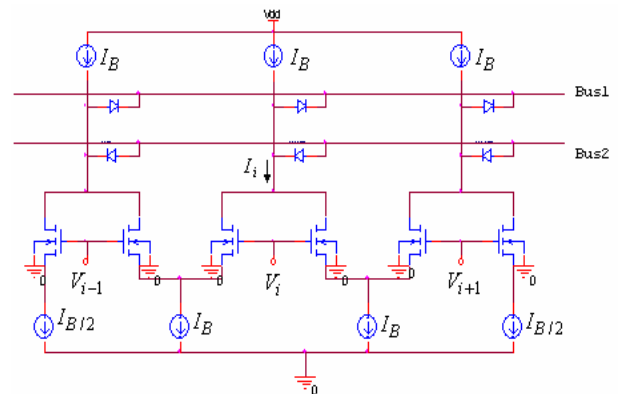 Vdd
I_B I_B I_B
Bus1
Bus2
I_i
0 0 0 0 0 0
V_{i-1} V_i V_{i+1}
I_{B/2} I_B I_B I_{B/2}
0